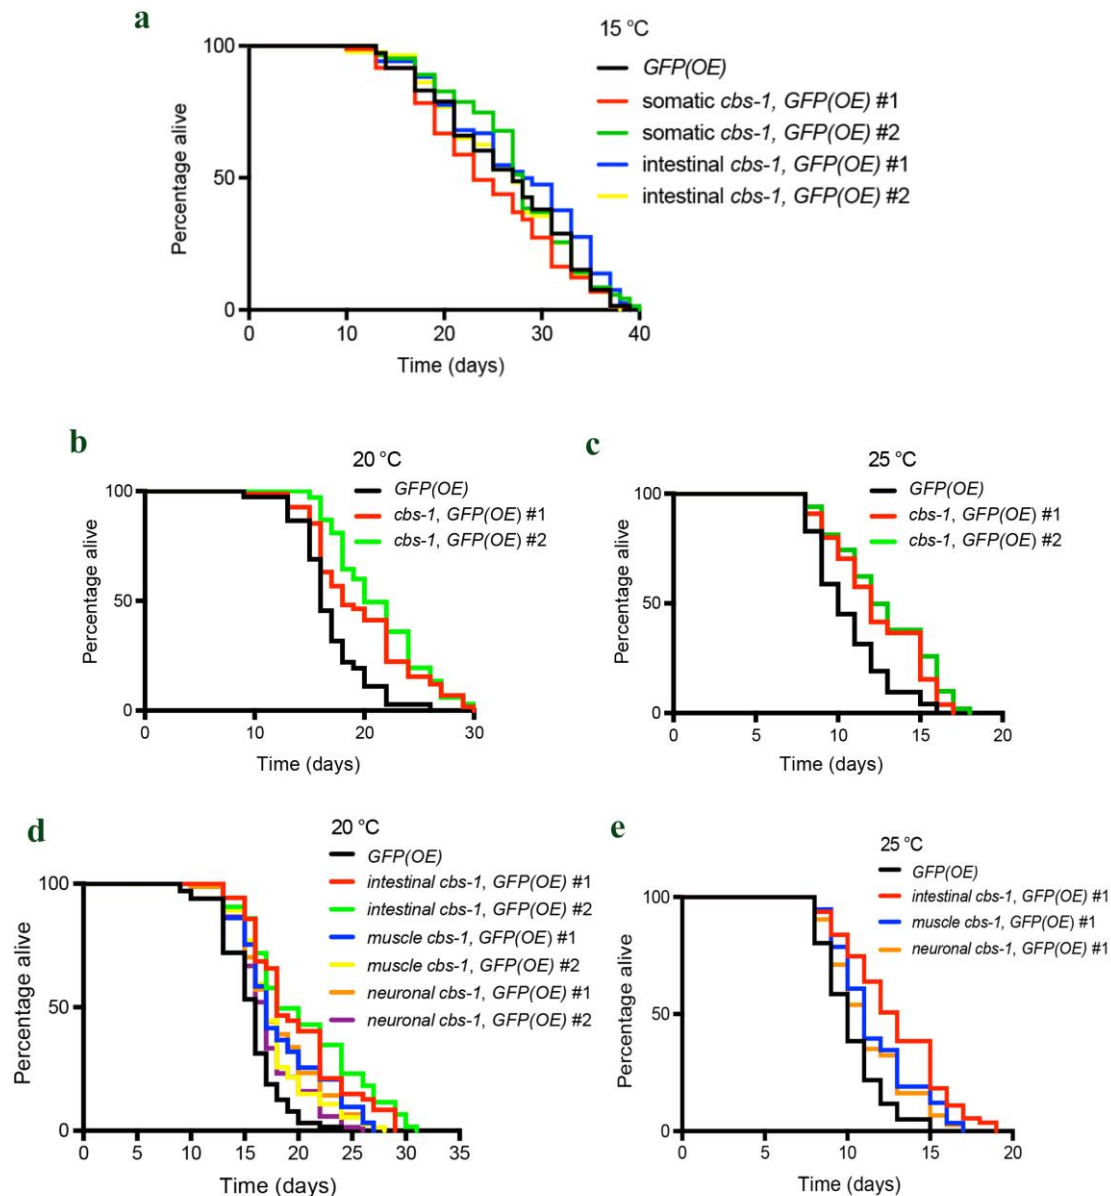 a
15 °C
GFP(OE)
somatic cbs-1, GFP(OE) #1
somatic cbs-1, GFP(OE) #2
intestinal cbs-1, GFP(OE) #1
intestinal cbs-1, GFP(OE) #2
Percentage alive
100
50
0
0 10 20 30 40
Time (days)
b
20 °C
GFP(OE)
cbs-1, GFP(OE) #1
cbs-1, GFP(OE) #2
Percentage alive
100
50
0
0 10 20 30
Time (days)
c
25 °C
GFP(OE)
cbs-1, GFP(OE) #1
cbs-1, GFP(OE) #2
Percentage alive
100
50
0
0 5 10 15 20
Time (days)
d
20 °C
GFP(OE)
intestinal cbs-1, GFP(OE) #1
intestinal cbs-1, GFP(OE) #2
muscle cbs-1, GFP(OE) #1
muscle cbs-1, GFP(OE) #2
neuronal cbs-1, GFP(OE) #1
neuronal cbs-1, GFP(OE) #2
Percentage alive
100
50
0
0 5 10 15 20 25 30 35
Time (days)
e
25 °C
GFP(OE)
intestinal cbs-1, GFP(OE) #1
muscle cbs-1, GFP(OE) #1
neuronal cbs-1, GFP(OE) #1
Percentage alive
100
50
0
0 5 10 15 20
Time (days)